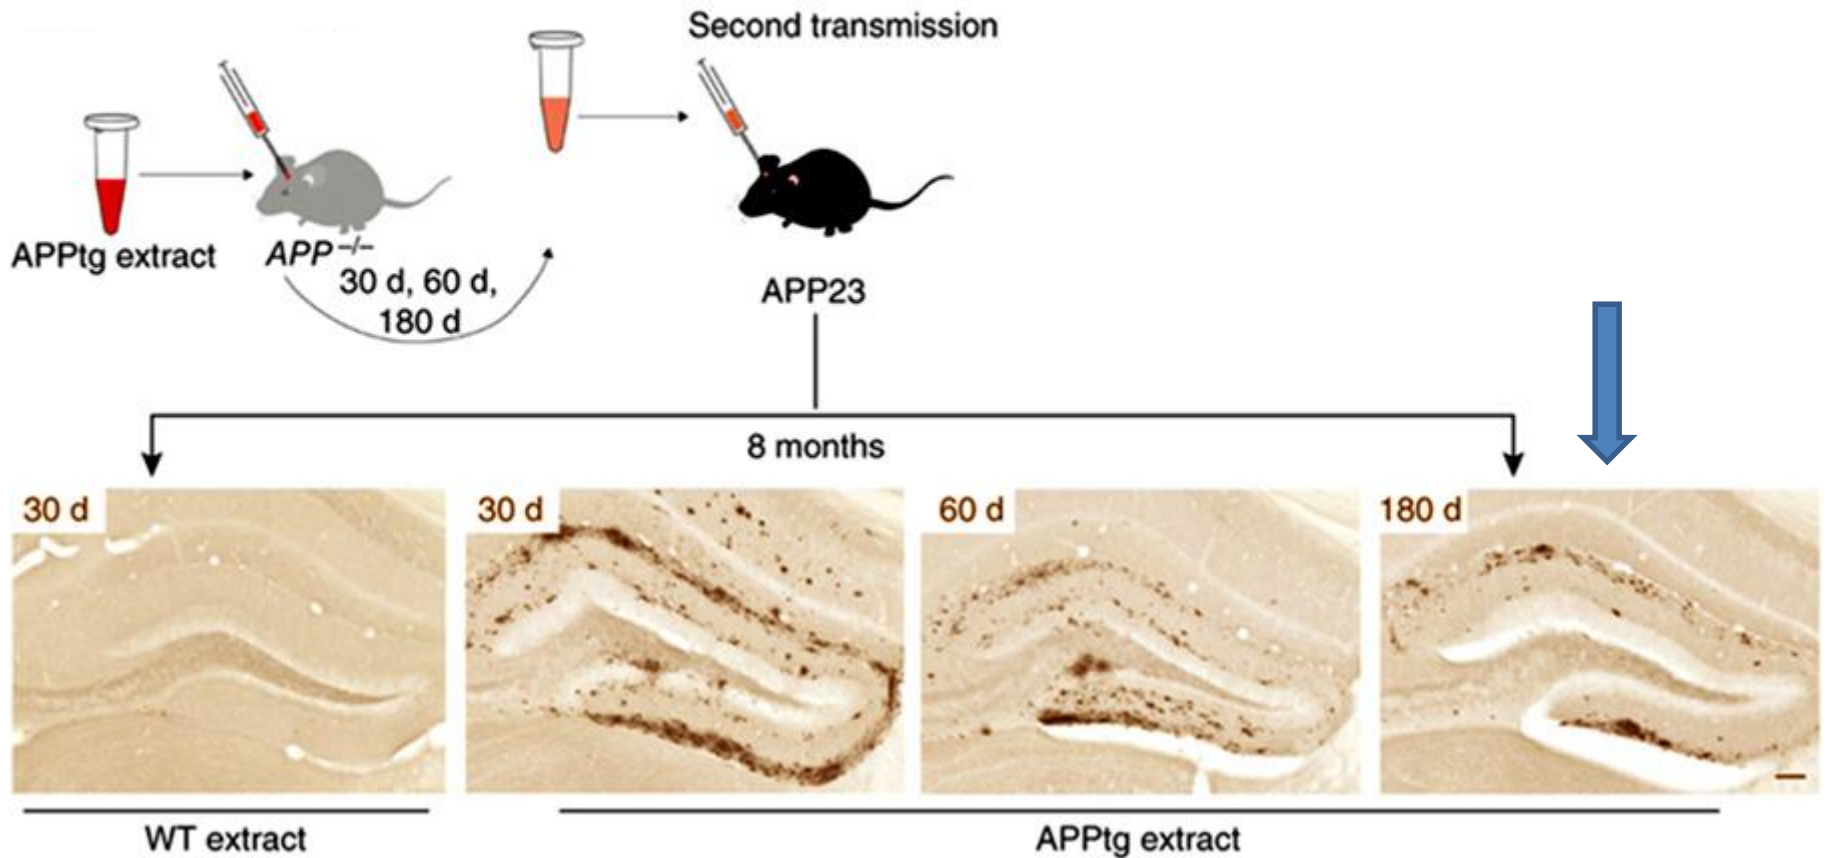 Second transmission
APPtg extract
APP–/–
30 d, 60 d,
180 d
APP23
8 months
30 d
30 d
60 d
180 d
WT extract
APPtg extract